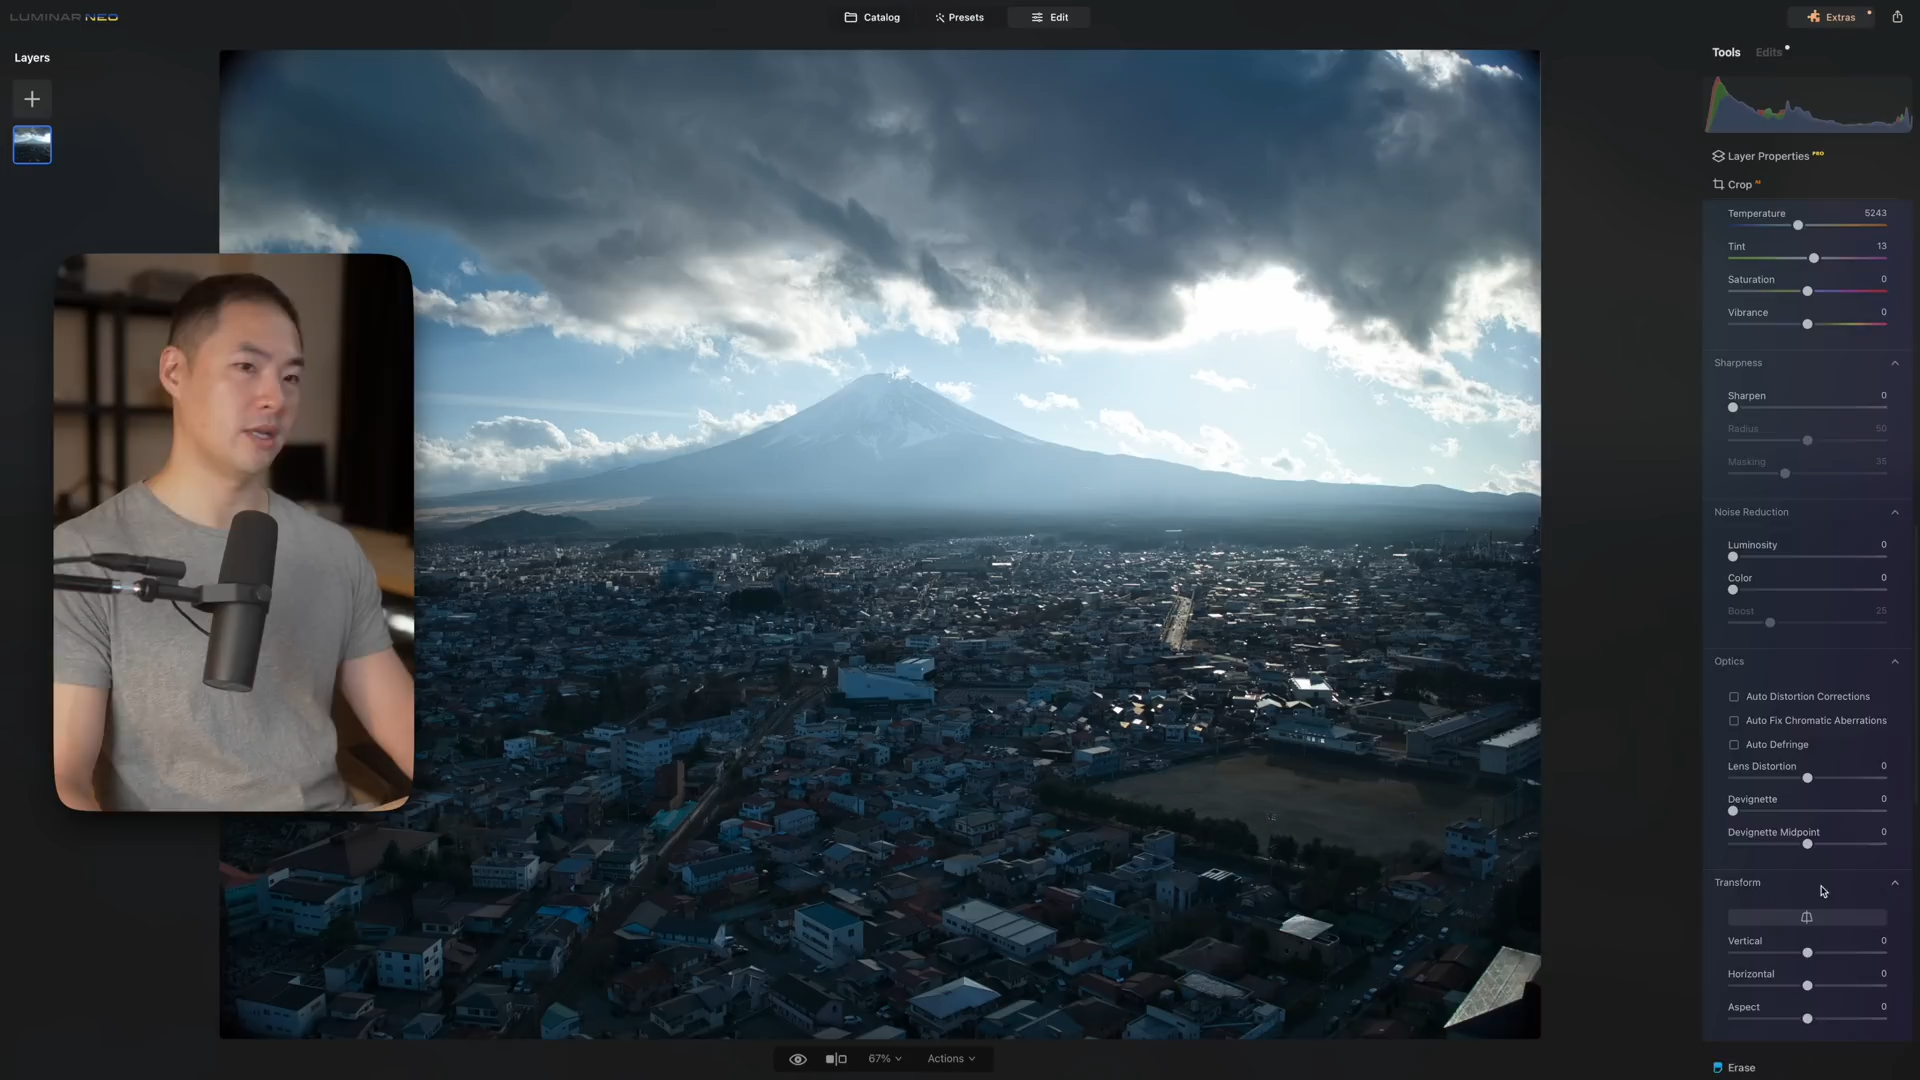 LUMINAR NEO
Catalog
Presets
Edit
Extras
Layers
Tools
Edits
Layer Properties PRO
Crop AI
Temperature 5243
Tint 13
Saturation 0
Vibrance 0
Sharpness
Sharpen 0
Radius 50
Masking 35
Noise Reduction
Luminosity 0
Color 0
Boost 25
Optics
Auto Distortion Corrections
Auto Fix Chromatic Aberrations
Auto Defringe
Lens Distortion 0
Devignette 0
Devignette Midpoint 0
Transform
Vertical 0
Horizontal 0
Aspect 0
67%
Actions
Erase